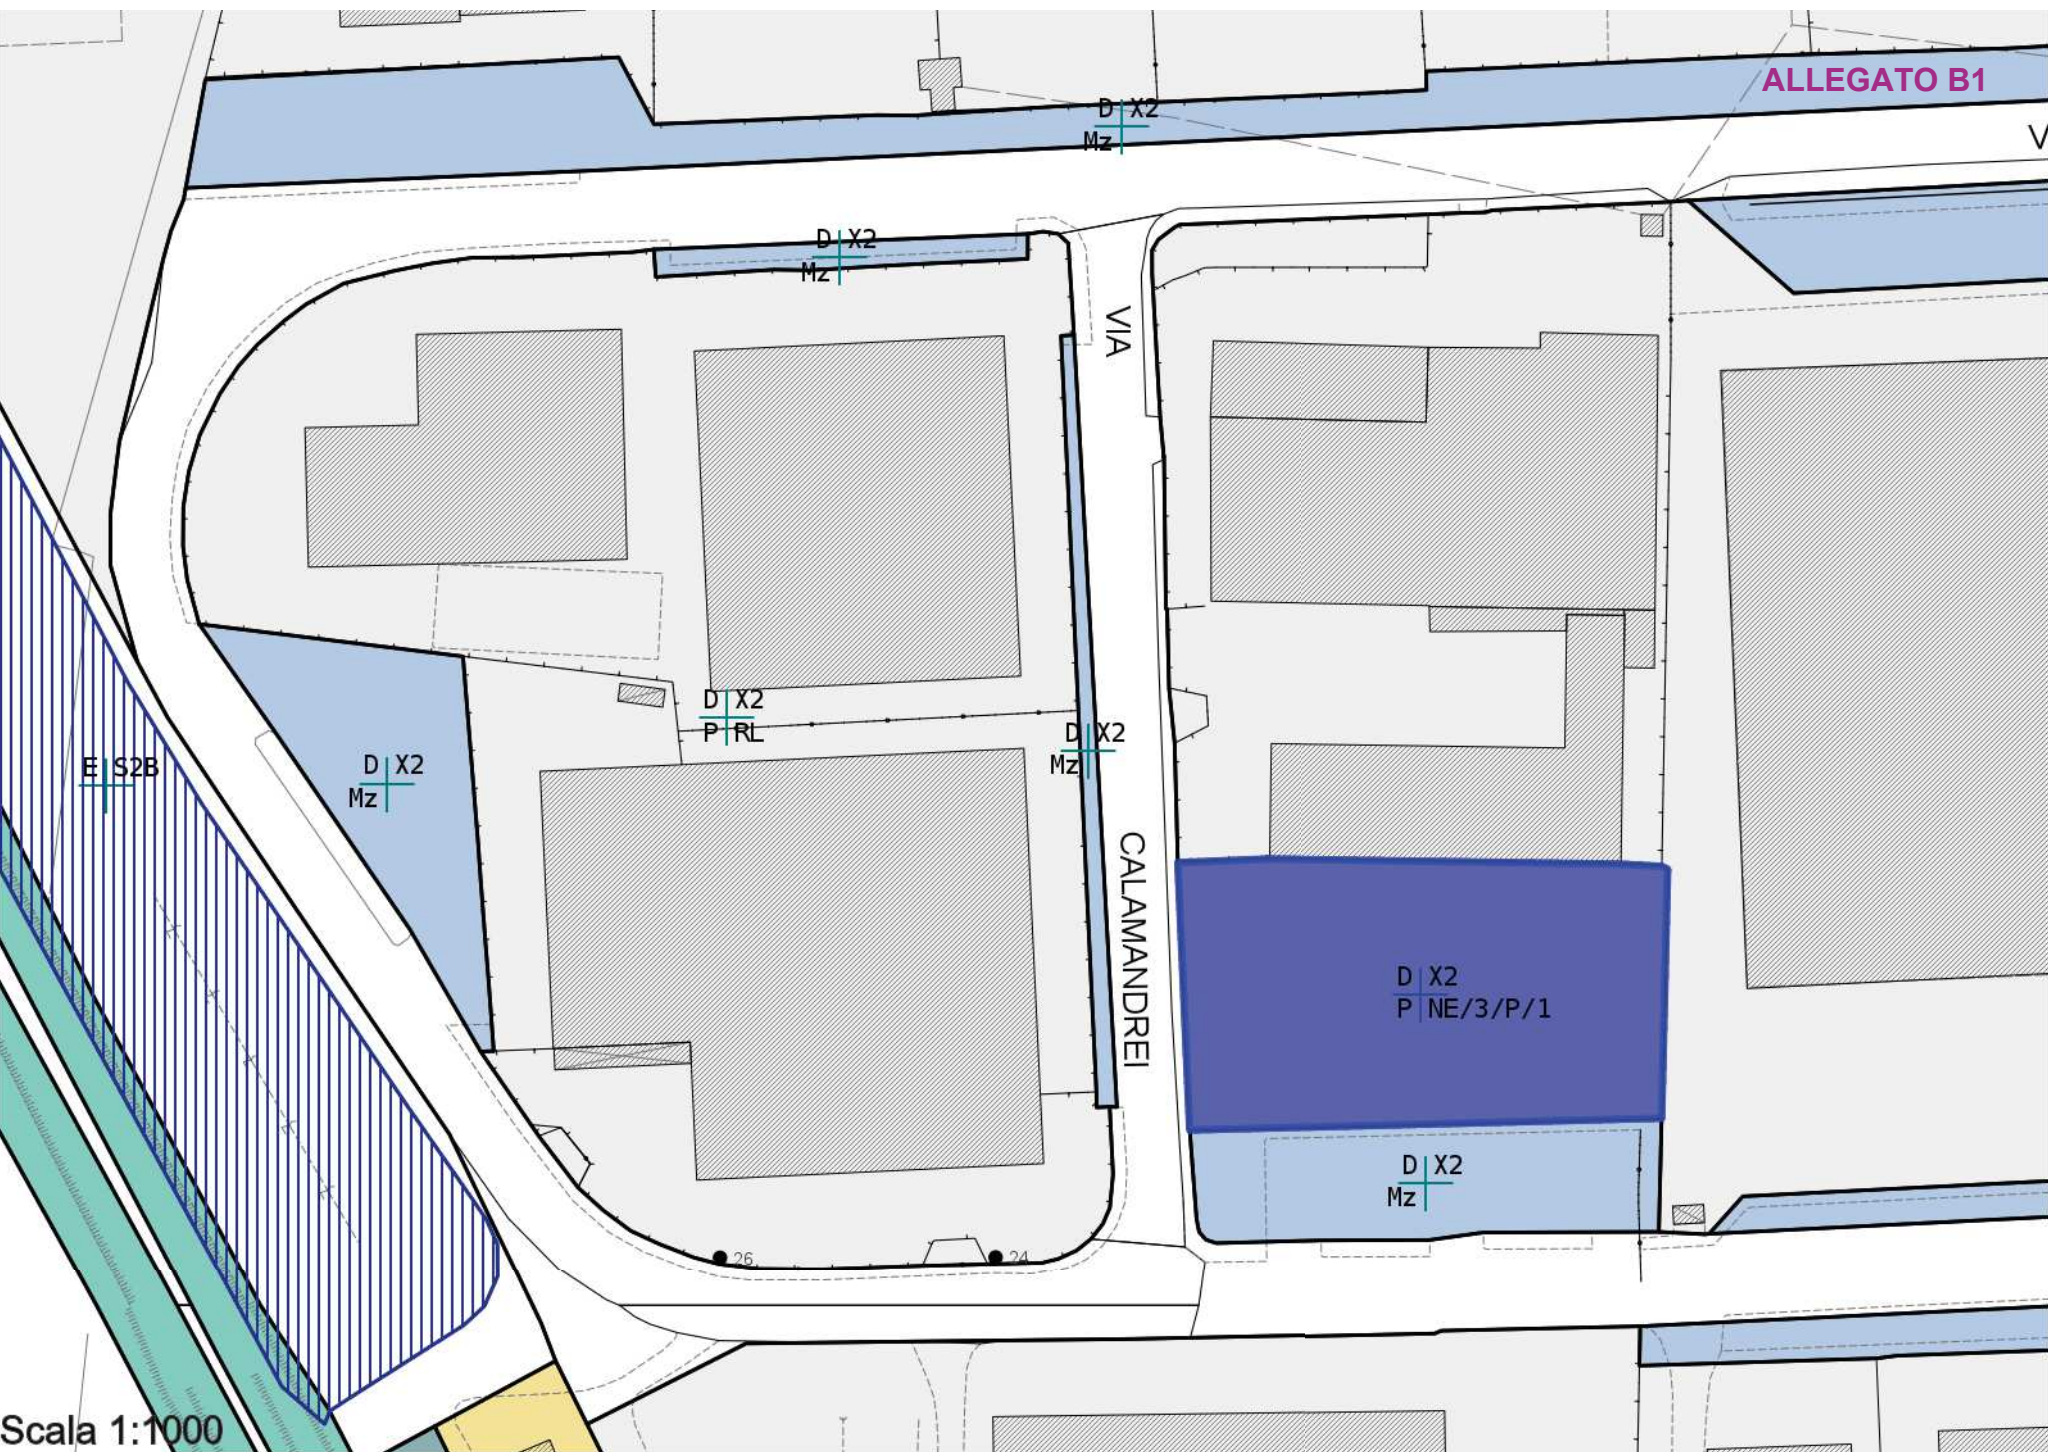 ALLEGATO B1
D X2
Mz
V
D X2
Mz
VIA
D X2
P RL
D X2
Mz
E S2B
D X2
Mz
CALAMANDREI
D X2
P NE/3/P/1
D X2
Mz
26
24
Scala 1:1000